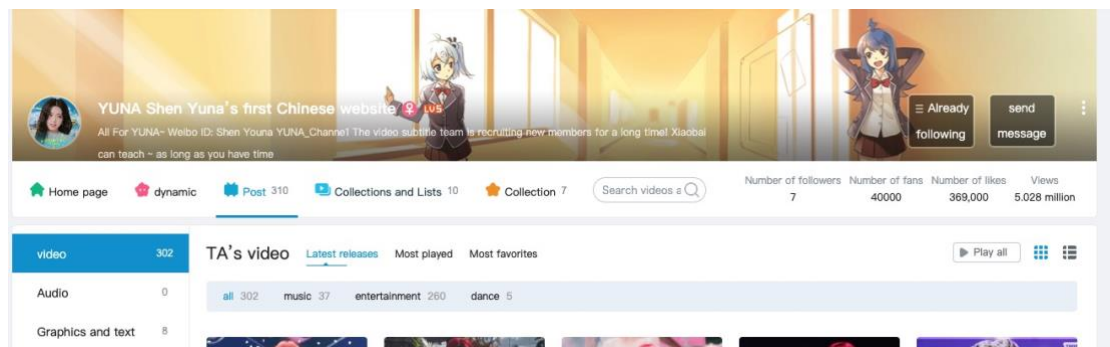 YUNA Shen Yuna's first Chinese website LV5
All For YUNA~ Weibo ID: Shen Youna YUNA_Channel The video subtitle team is recruiting new members for a long time! Xiaobai
can teach ~ as long as you have time
Already following
send message
Home page
dynamic
Post 310
Collections and Lists 10
Collection 7
Search videos a
Number of followers 7
Number of fans 40000
Number of likes 369,000
Views 5.028 million
video 302
TA's video
Latest releases
Most played
Most favorites
Play all
Audio 0
all 302
music 37
entertainment 260
dance 5
Graphics and text 8